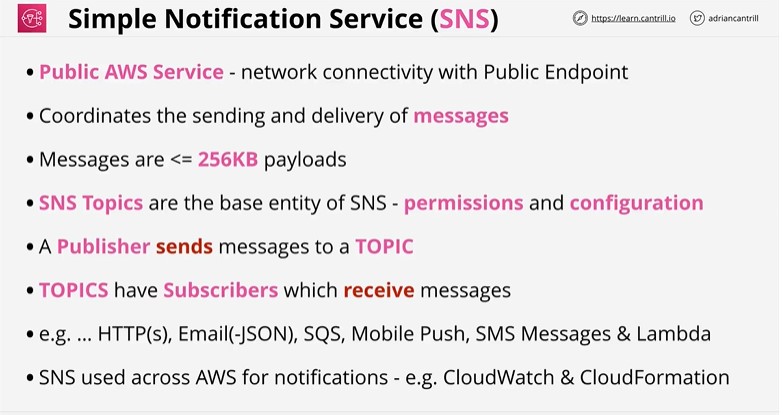 Simple Notification Service (SNS)
https://learn.cantrill.io
adriancantrill
• Public AWS Service - network connectivity with Public Endpoint
• Coordinates the sending and delivery of messages
• Messages are <= 256KB payloads
• SNS Topics are the base entity of SNS - permissions and configuration
• A Publisher sends messages to a TOPIC
• TOPICS have Subscribers which receive messages
• e.g. ... HTTP(s), Email(-JSON), SQS, Mobile Push, SMS Messages & Lambda
• SNS used across AWS for notifications - e.g. CloudWatch & CloudFormation